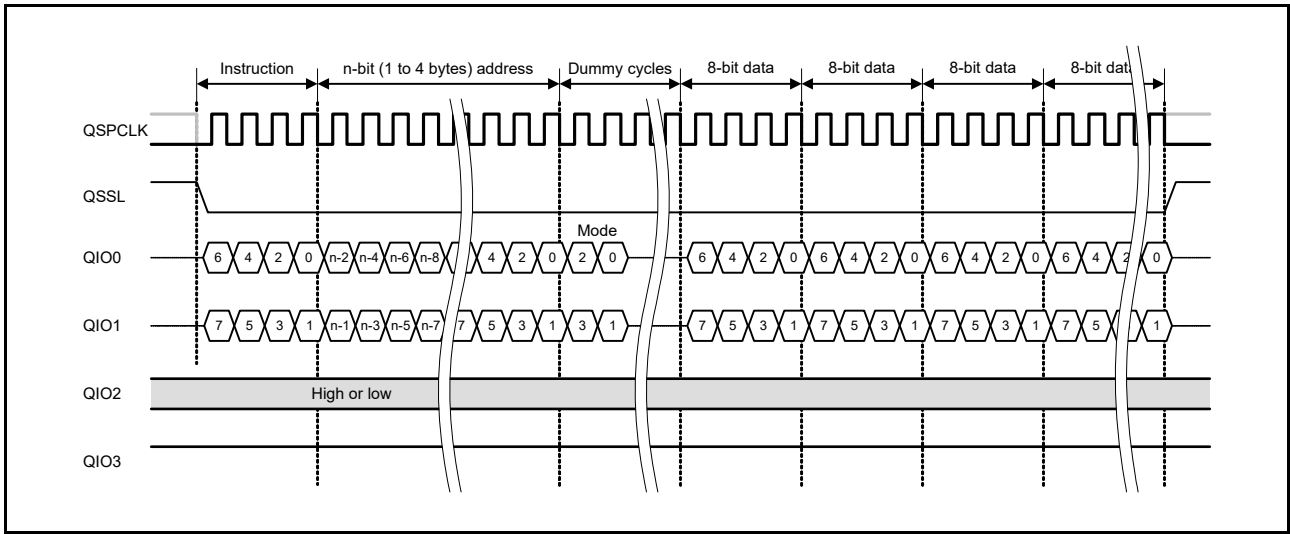 Instruction n-bit (1 to 4 bytes) address Dummy cycles 8-bit data 8-bit data 8-bit data 8-bit data
QSPCLK
QSSL
Mode
QIO0 6 4 2 0 n-2 n-4 n-6 n-8 4 2 0 2 0 6 4 2 0 6 4 2 0 6 4 2 0 6 4 2 0
QIO1 7 5 3 1 n-1 n-3 n-5 n-7 7 5 3 1 3 1 7 5 3 1 7 5 3 1 7 5 3 1 7 5 1
QIO2 High or low
QIO3